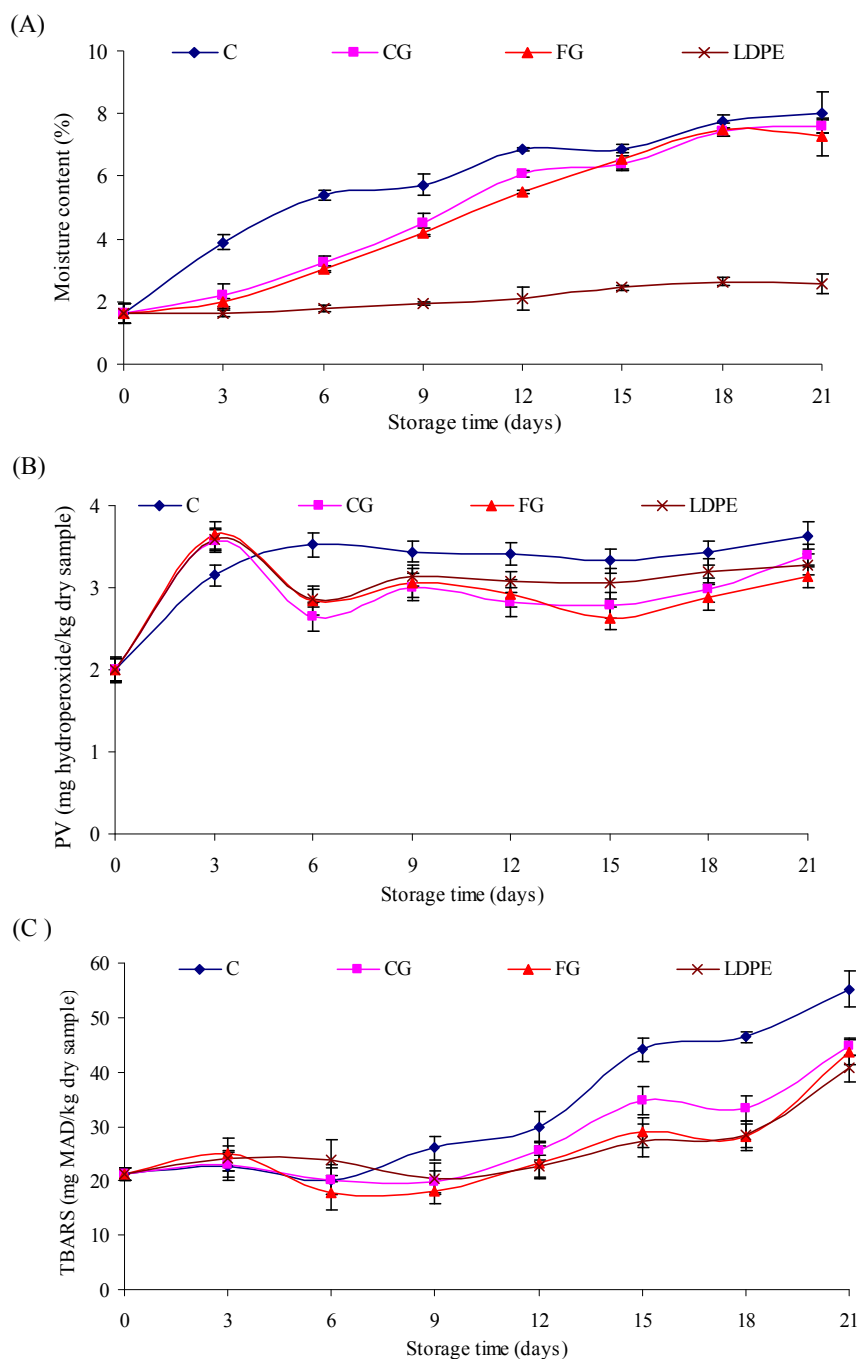 (A)
C CG FG LDPE
10
8
6
4
2
0
Moisture content (%)
0 3 6 9 12 15 18 21
Storage time (days)
(B)
C CG FG LDPE
4
3
2
1
0
PV (mg hydroperoxide/kg dry sample)
0 3 6 9 12 15 18 21
Storage time (days)
(C )
C CG FG LDPE
60
50
40
30
20
10
0
TBARS (mg MAD/kg dry sample)
0 3 6 9 12 15 18 21
Storage time (days)